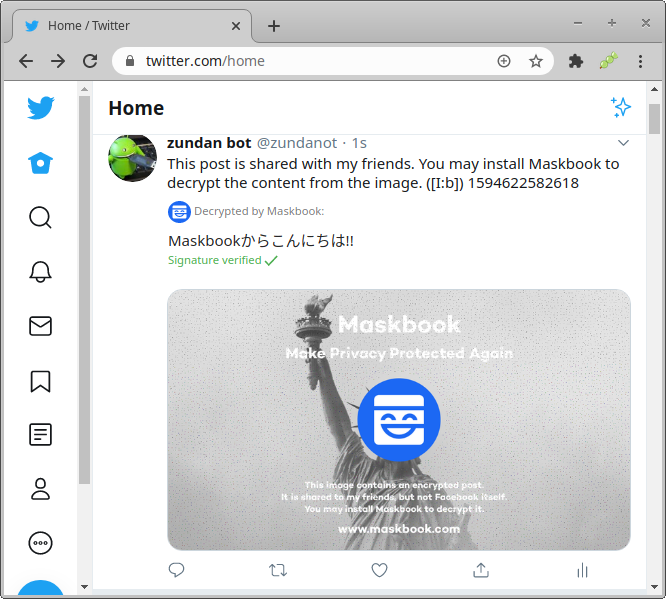 Home / Twitter
twitter.com/home
Home
zundan bot @zundanot · 1s
This post is shared with my friends. You may install Maskbook to
decrypt the content from the image. ([I:b]) 1594622582618
Decrypted by Maskbook:
Maskbookからこんにちは!!
Signature verified
Maskbook
Make Privacy Protected Again
This image contains an encrypted post.
It is shared to my friends, but not Facebook itself.
You may install Maskbook to decrypt it.
www.maskbook.com